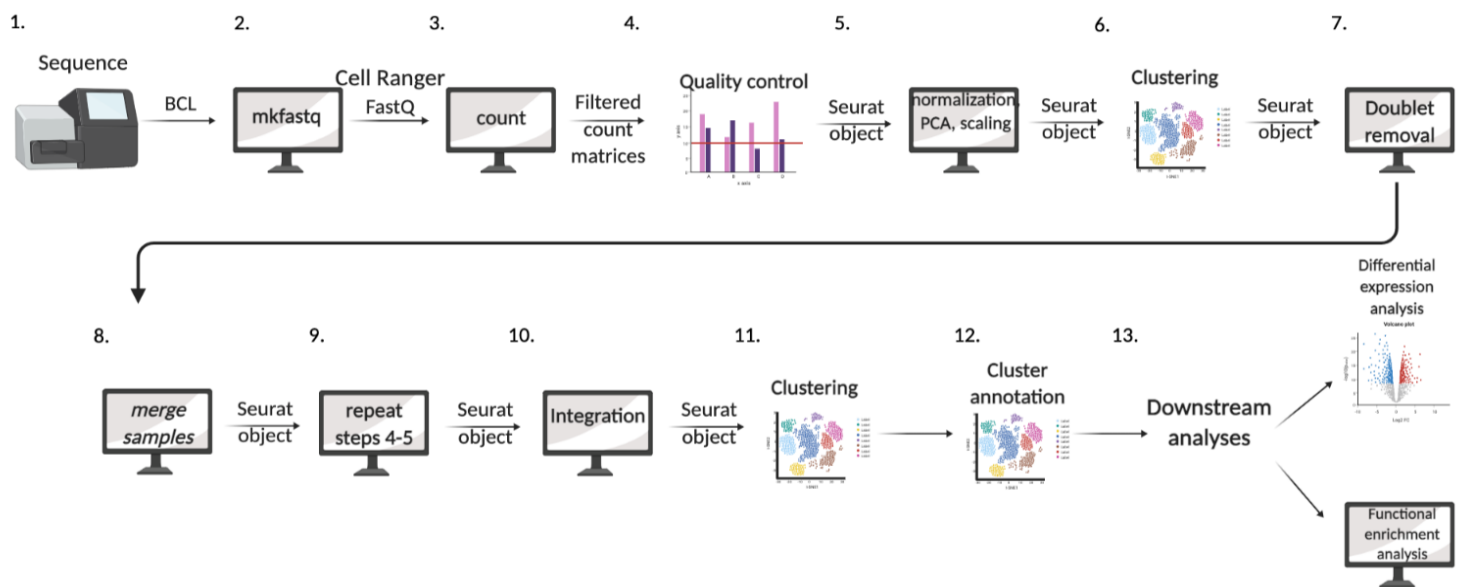 1.
2.
3.
4.
5.
6.
7.
Sequence
BCL
mkfastq
Cell Ranger
FastQ
count
Filtered
count
matrices
Quality control
A
B
C
D
Seurat
object
normalization,
PCA, scaling
Seurat
object
Clustering
Seurat
object
Doublet
removal
8.
9.
10.
11.
12.
13.
merge
samples
Seurat
object
repeat
steps 4-5
Seurat
object
Integration
Seurat
object
Clustering
Cluster
annotation
Downstream
analyses
Differential
expression
analysis
Volcano plot
Functional
enrichment
analysis